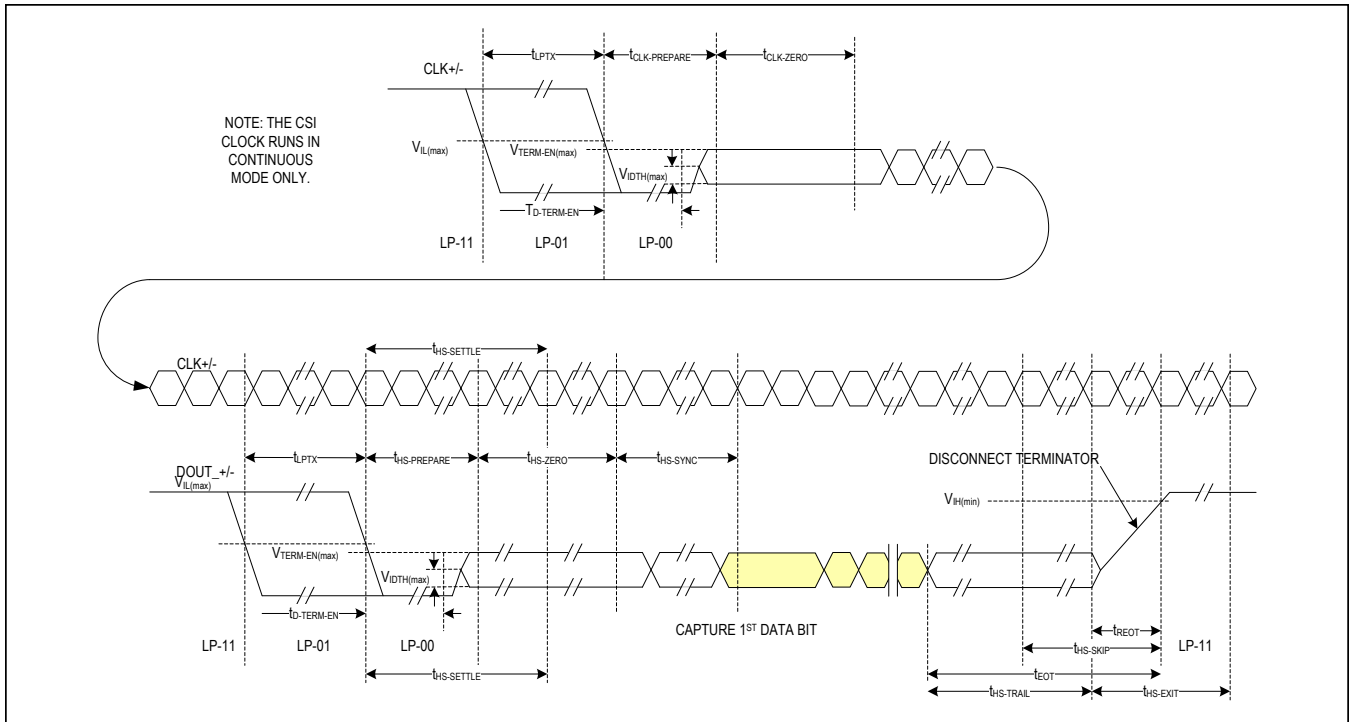 tLPTX
tCLK-PREPARE
tCLK-ZERO
CLK+/-
NOTE: THE CSI
CLOCK RUNS IN
CONTINUOUS
MODE ONLY.
VIL(max)
VTERM-EN(max)
VIDTH(max)
TD-TERM-EN
LP-11
LP-01
LP-00
tHS-SETTLE
CLK+/-
tLPTX
tHS-PREPARE
tHS-ZERO
tHS-SYNC
DOUT_+/-
VIL(max)
DISCONNECT TERMINATOR
VIH(min)
VTERM-EN(max)
VIDTH(max)
tD-TERM-EN
CAPTURE 1ST DATA BIT
LP-11
LP-01
LP-00
tREOT
LP-11
tHS-SKIP
tHS-SETTLE
tEOT
tHS-TRAIL
tHS-EXIT